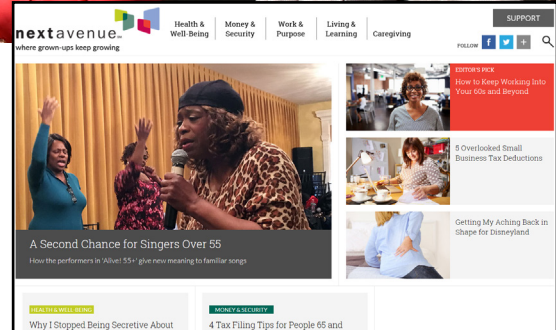 nextavenue
where grown-ups keep growing
Health &
Well-Being
Money &
Security
Work &
Purpose
Living &
Learning
Caregiving
SUPPORT
FOLLOW
A Second Chance for Singers Over 55
How the performers in 'Alive! 55+' give new meaning to familiar songs
EDITOR'S PICK
How to Keep Working Into
Your 60s and Beyond
5 Overlooked Small
Business Tax Deductions
Getting My Aching Back in
Shape for Disneyland
HEALTH & WELL-BEING
Why I Stopped Being Secretive About
MONEY & SECURITY
4 Tax Filing Tips for People 65 and